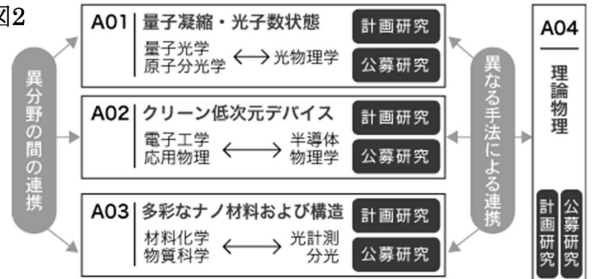 図2
異分野の間の連携
A01
量子凝縮・光子数状態
量子光学
原子分光学
光物理学
計画研究
公募研究
A02
クリーン低次元デバイス
電子工学
応用物理
半導体
物理学
計画研究
公募研究
A03
多彩なナノ材料および構造
材料化学
物質科学
光計測
分光
計画研究
公募研究
異なる手法による連携
A04
理論物理
公募研究
計画研究